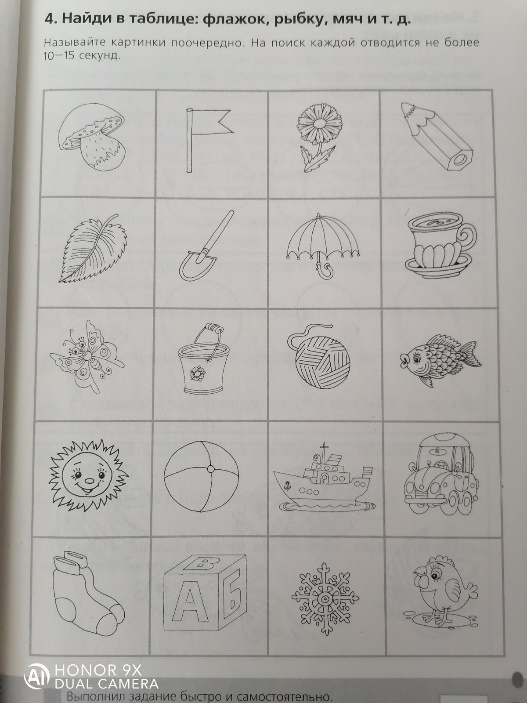 4. Найди в таблице: флажок, рыбку, мяч и т. д.
Называйте картинки поочередно. На поиск каждой отводится не более
10—15 секунд.
В
А Б
HONOR 9X
DUAL CAMERA
Выполнил задание быстро и самостоятельно.